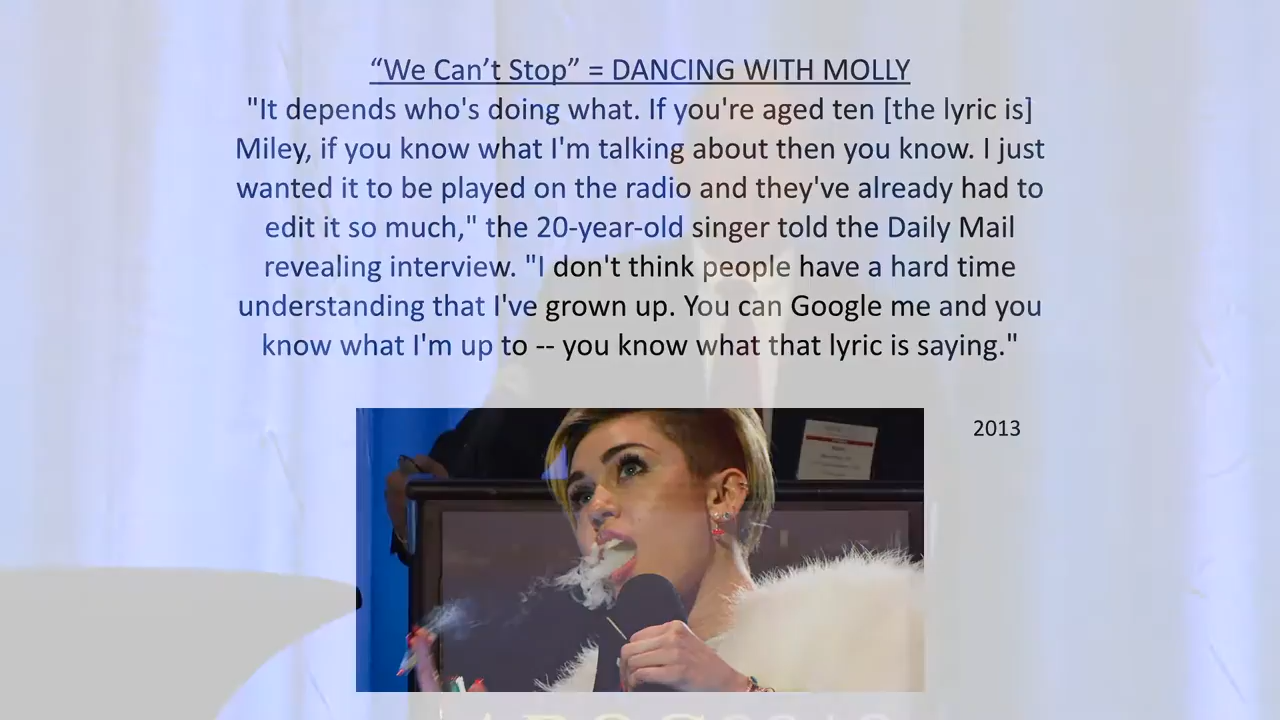 “We Can’t Stop” = DANCING WITH MOLLY
"It depends who's doing what. If you're aged ten [the lyric is]
Miley, if you know what I'm talking about then you know. I just
wanted it to be played on the radio and they've already had to
edit it so much," the 20-year-old singer told the Daily Mail
revealing interview. "I don't think people have a hard time
understanding that I've grown up. You can Google me and you
know what I'm up to -- you know what that lyric is saying."
2013